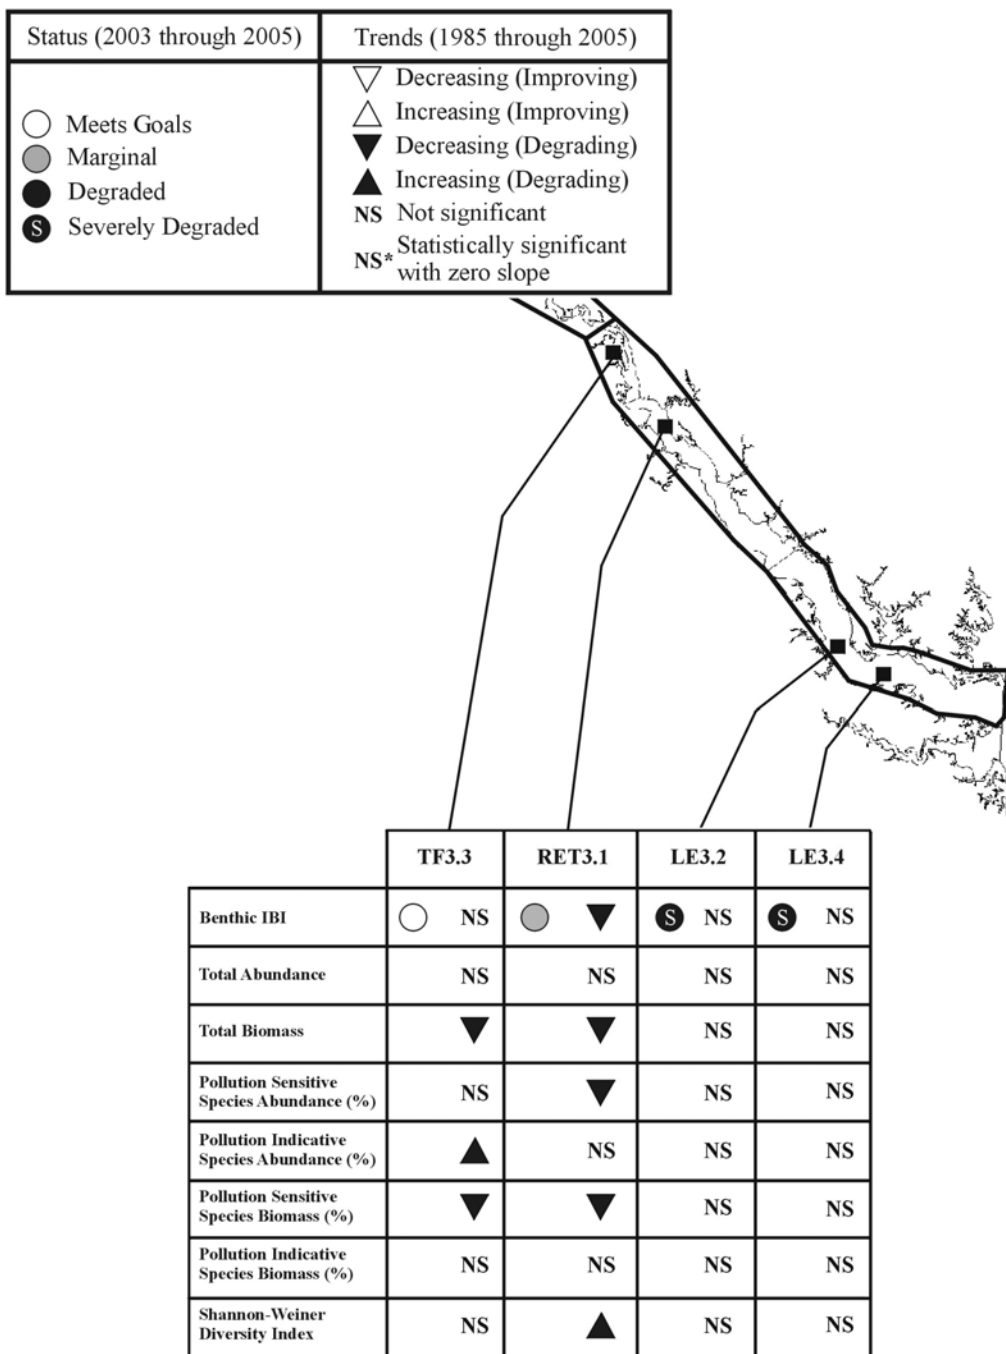 Status (2003 through 2005)
Trends (1985 through 2005)
Meets Goals
Marginal
Degraded
S Severely Degraded
Decreasing (Improving)
Increasing (Improving)
Decreasing (Degrading)
Increasing (Degrading)
NS Not significant
NS* Statistically significant
with zero slope
TF3.3 RET3.1 LE3.2 LE3.4
Benthic IBI NS S NS S NS
Total Abundance NS NS NS NS
Total Biomass NS NS
Pollution Sensitive
Species Abundance (%) NS NS NS
Pollution Indicative
Species Abundance (%) NS NS NS
Pollution Sensitive
Species Biomass (%) NS NS
Pollution Indicative
Species Biomass (%) NS NS NS NS
Shannon-Weiner
Diversity Index NS NS NS